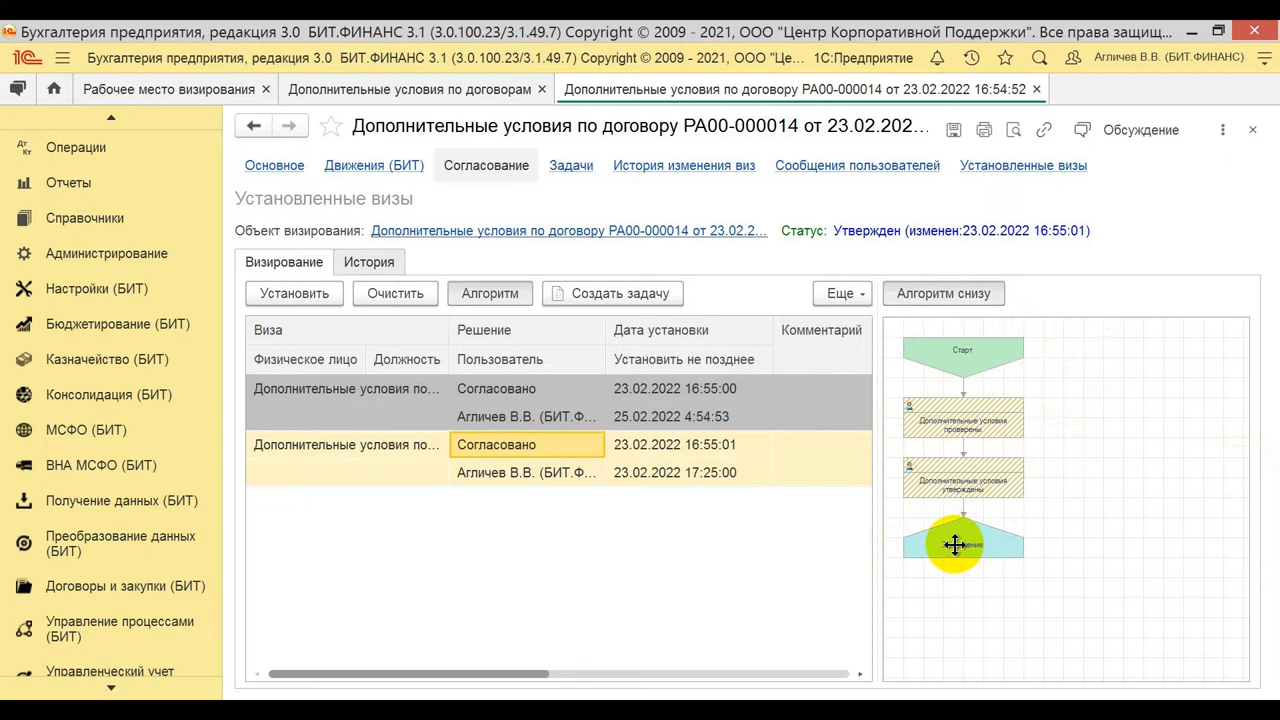 Бухгалтерия предприятия, редакция 3.0 БИТ.ФИНАНС 3.1 (3.0.100.23/3.1.49.7) Copyright © 2009 - 2021, ООО "Центр Корпоративной Поддержки". Все права защищ...
Бухгалтерия предприятия, редакция 3.0 БИТ.ФИНАНС 3.1 (3.0.100.23/3.1.49.7) Copyright © 2009 - 2021, ООО "Це... 1С:Предприятие Агличев В.В. (БИТ.ФИНАНС)
Рабочее место визирования Дополнительные условия по договорам Дополнительные условия по договору РА00-000014 от 23.02.2022 16:54:52
Дополнительные условия по договору РА00-000014 от 23.02.202... Обсуждение
Основное Движения (БИТ) Согласование Задачи История изменения виз Сообщения пользователей Установленные визы
Установленные визы
Объект визирования: Дополнительные условия по договору РА00-000014 от 23.02.2... Статус: Утвержден (изменен:23.02.2022 16:55:01)
Визирование История
Установить Очистить Алгоритм Создать задачу Еще Алгоритм снизу
Виза Решение Дата установки Комментарий
Физическое лицо Должность Пользователь Установить не позднее
Дополнительные условия по... Согласовано 23.02.2022 16:55:00
Агличев В.В. (БИТ.Ф... 25.02.2022 4:54:53
Дополнительные условия по... Согласовано 23.02.2022 16:55:01
Агличев В.В. (БИТ.Ф... 23.02.2022 17:25:00
Старт
Дополнительные условия
проверены
Дополнительные условия
утверждены
Дт
Кт
Операции
Отчеты
Справочники
Администрирование
Настройки (БИТ)
Бюджетирование (БИТ)
Казначейство (БИТ)
Консолидация (БИТ)
МСФО (БИТ)
ВНА МСФО (БИТ)
Получение данных (БИТ)
Преобразование данных
(БИТ)
Договоры и закупки (БИТ)
Управление процессами
(БИТ)
Управленческий учет